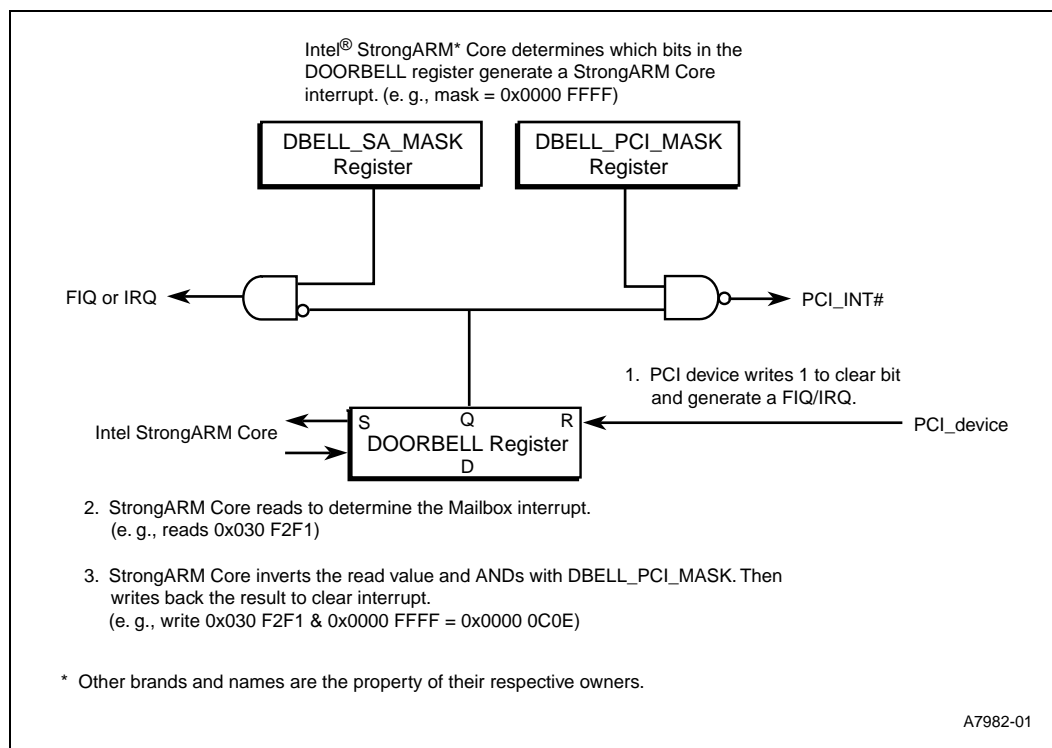 Intel® StrongARM* Core determines which bits in the
DOORBELL register generate a StrongARM Core
interrupt. (e. g., mask = 0x0000 FFFF)
DBELL_SA_MASK
Register
DBELL_PCI_MASK
Register
FIQ or IRQ
PCI_INT#
1. PCI device writes 1 to clear bit
and generate a FIQ/IRQ.
Intel StrongARM Core
S Q R
DOORBELL Register
D
PCI_device
2. StrongARM Core reads to determine the Mailbox interrupt.
(e. g., reads 0x030 F2F1)
3. StrongARM Core inverts the read value and ANDs with DBELL_PCI_MASK. Then
writes back the result to clear interrupt.
(e. g., write 0x030 F2F1 & 0x0000 FFFF = 0x0000 0C0E)
* Other brands and names are the property of their respective owners.
A7982-01